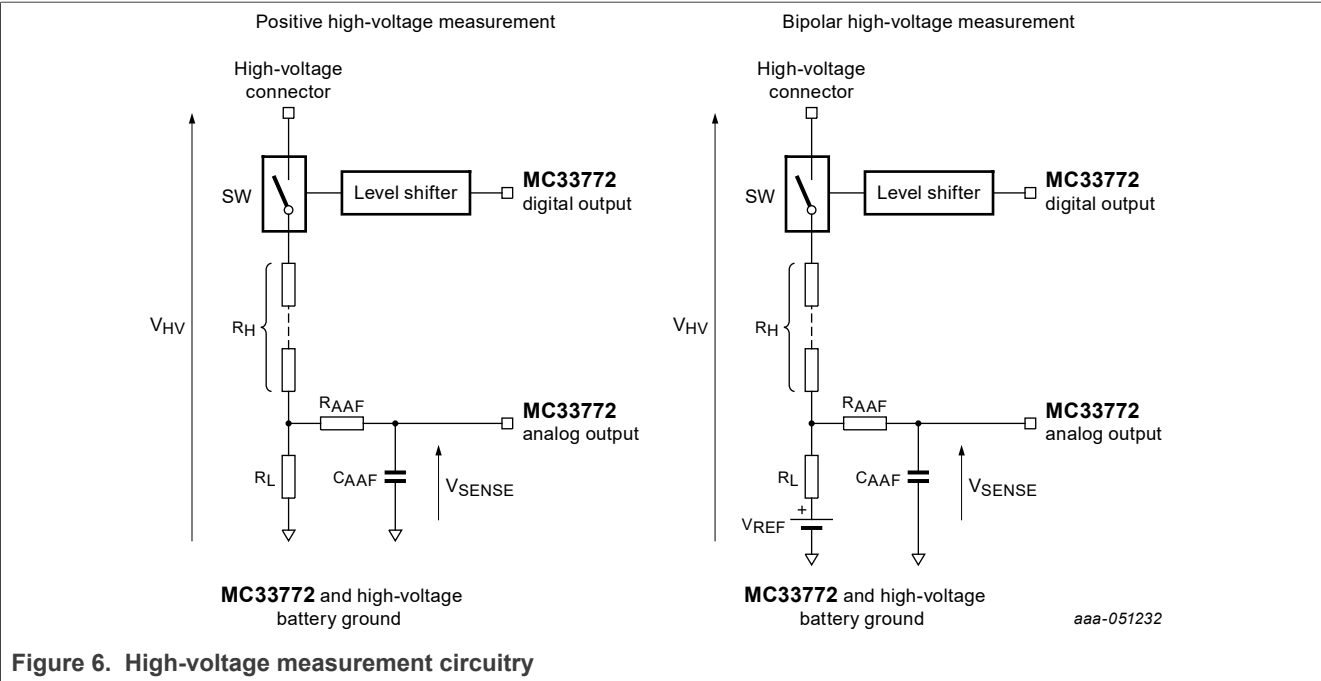 Positive high-voltage measurement
High-voltage
connector
SW
Level shifter
MC33772
digital output
VHV
RH
RAAF
MC33772
analog output
RL
CAAF
VSENSE
MC33772 and high-voltage
battery ground
Bipolar high-voltage measurement
High-voltage
connector
SW
Level shifter
MC33772
digital output
VHV
RH
RAAF
MC33772
analog output
RL
CAAF
VSENSE
+
VREF
MC33772 and high-voltage
battery ground
aaa-051232
Figure 6. High-voltage measurement circuitry